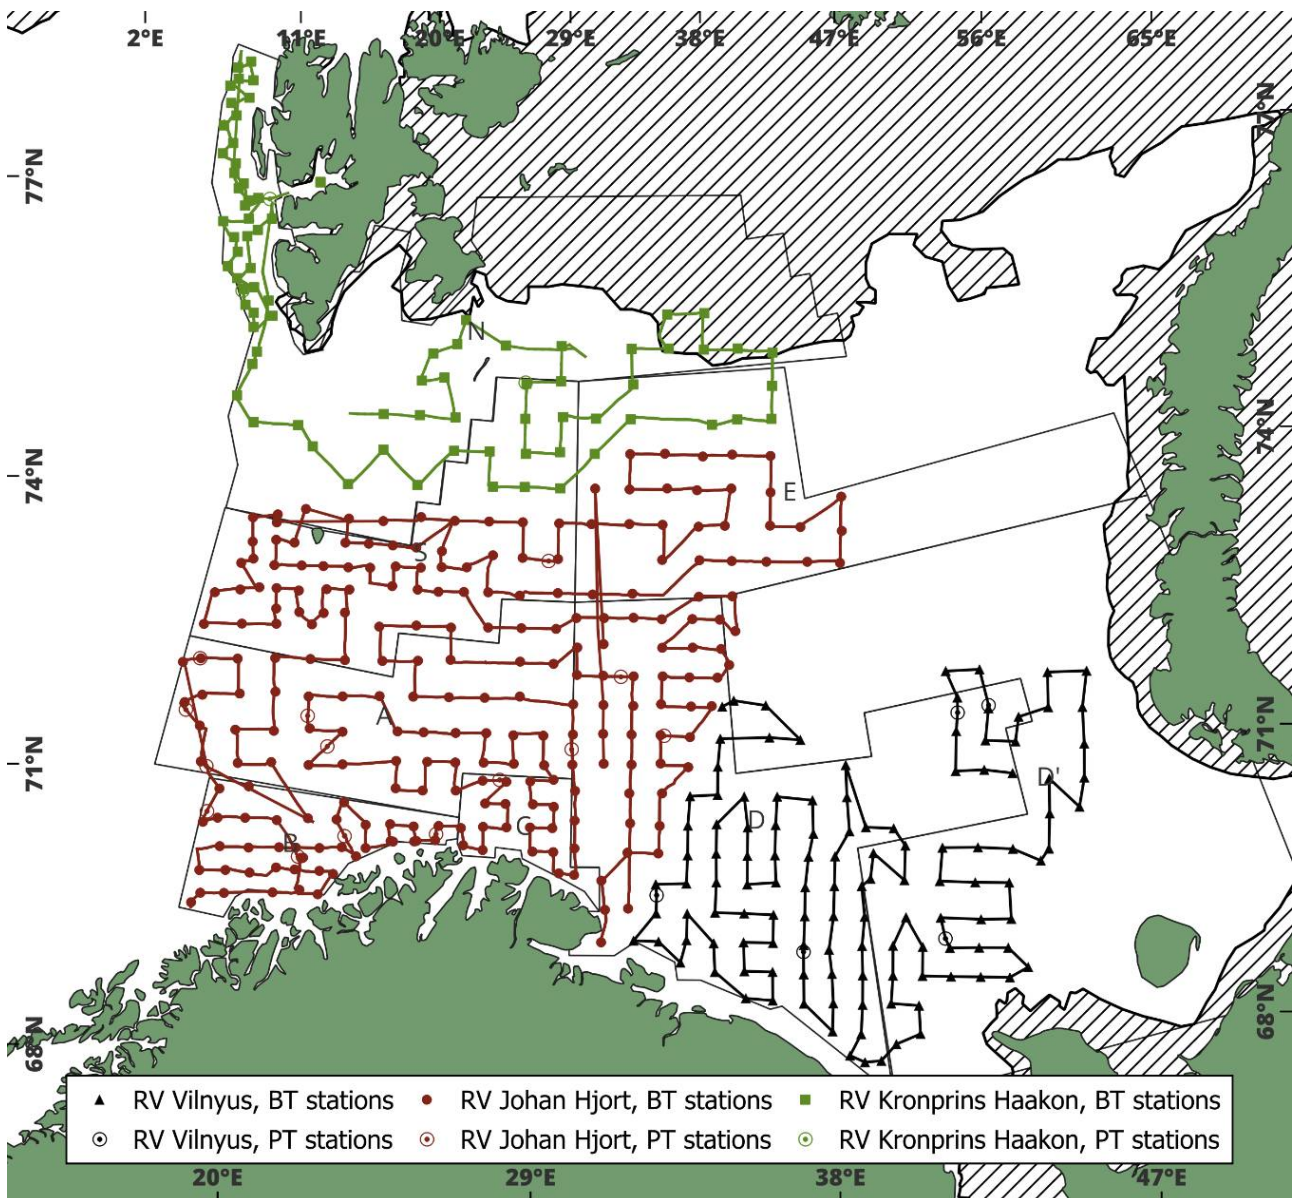 2°E 11°E 20°E 29°E 38°E 47°E 56°E 65°E
77°N 77°N
N
74°N 74°N
E
S
A
71°N 71°N
D'
B C D
68°N 68°N
RV Vilnyus, BT stations RV Johan Hjort, BT stations RV Kronprins Haakon, BT stations
RV Vilnyus, PT stations RV Johan Hjort, PT stations RV Kronprins Haakon, PT stations
20°E 29°E 38°E 47°E